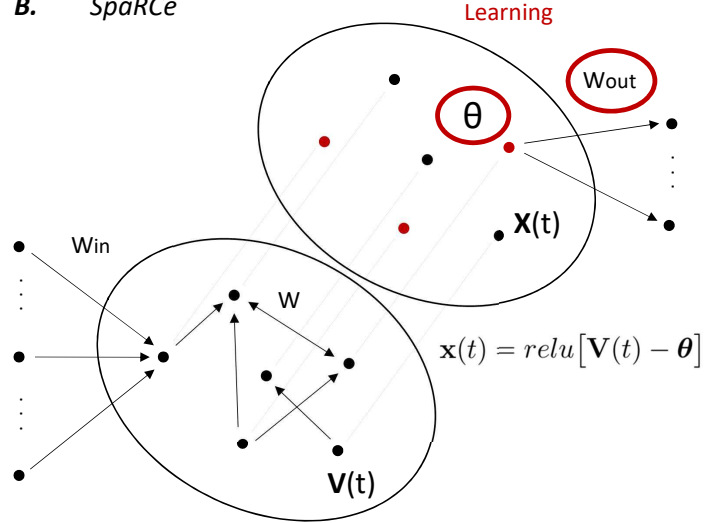 B. SpaRCe
Learning
Wout
θ
X(t)
Win
W
x(t) = relu[V(t) − θ]
V(t)